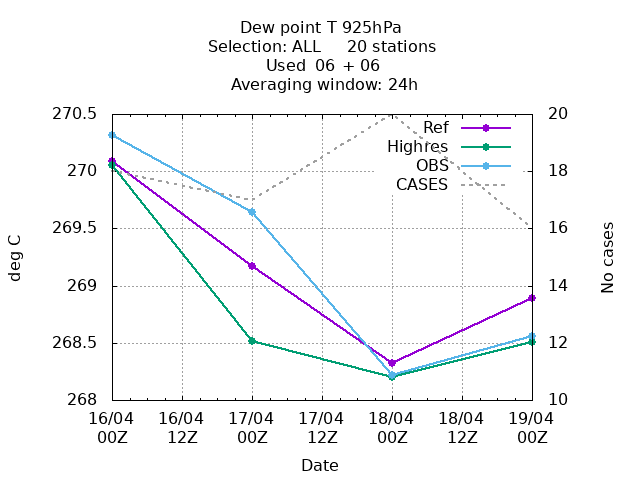 Dew point T 925hPa
Selection: ALL     20 stations
Used  06 + 06
Averaging window: 24h
270.5
270
269.5
269
268.5
268
deg C
20
18
16
14
12
10
No cases
Ref
Highres
OBS
CASES
16/04 16/04 17/04 17/04 18/04 18/04 19/04
00Z 12Z 00Z 12Z 00Z 12Z 00Z
Date